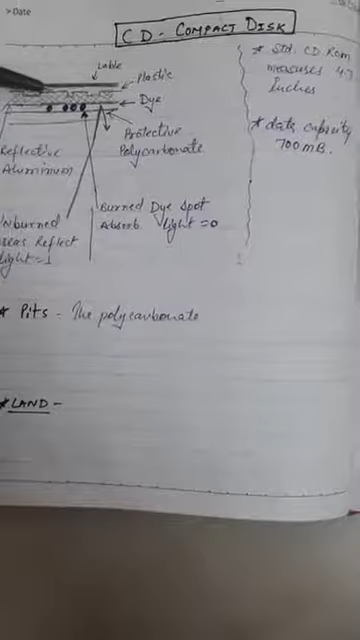 >Date
CD - COMPACT DISK
Lable
Plastic
Dye
Protective
Polycarbonate
Reflective
Aluminium
Unburned
areas Reflect
light = 1
Burned Dye spot
Absorb light = 0
* Std. CD Rom
measures 4.7
Inches
* data capacity
700 MB.
* Pits - The polycarbonate
* LAND -